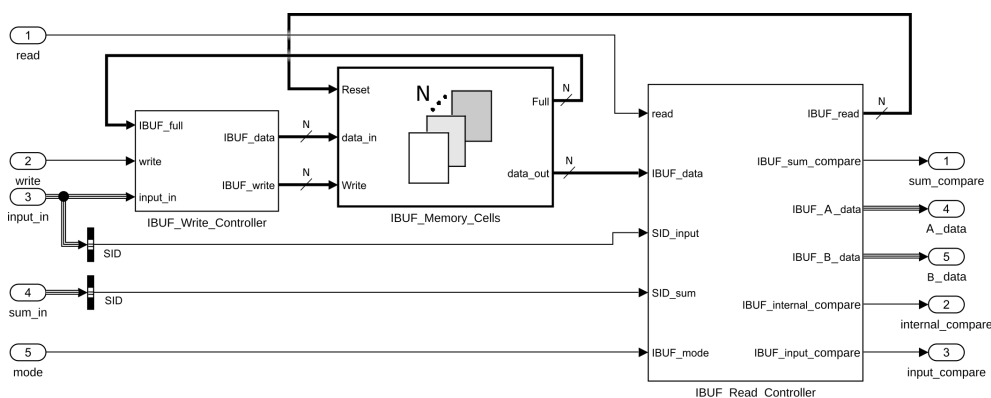 1
read
2
write
3
input_in
4
sum_in
5
mode
IBUF_full
write
input_in
IBUF_data
IBUF_write
IBUF_Write_Controller
N
N
SID
SID
Reset
data_in
Write
N
Full
data_out
IBUF_Memory_Cells
N
N
read
IBUF_data
SID_input
SID_sum
IBUF_mode
IBUF_read
IBUF_sum_compare
IBUF_A_data
IBUF_B_data
IBUF_internal_compare
IBUF_input_compare
IBUF_Read_Controller
N
1
sum_compare
4
A_data
5
B_data
2
internal_compare
3
input_compare